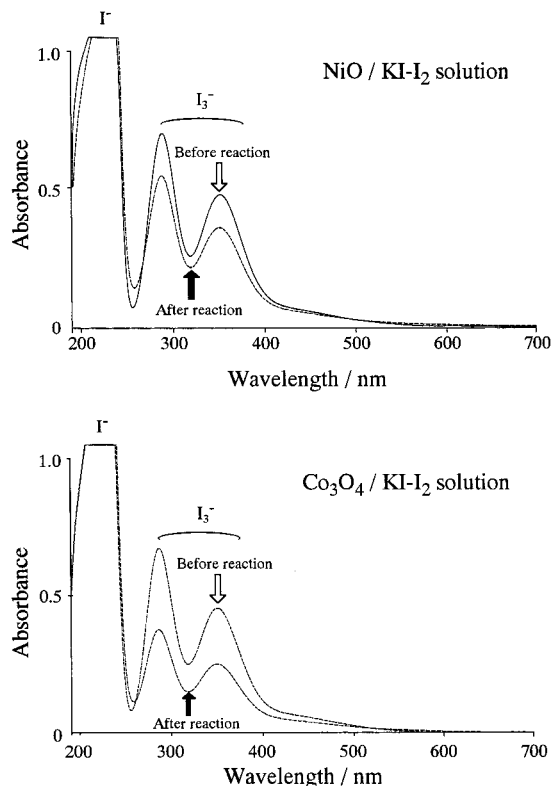 I⁻
1.0
NiO / KI-I₂ solution
I₃⁻
Before reaction
Absorbance
0.5
After reaction
0
200 300 400 500 600 700
Wavelength / nm
I⁻
1.0
Co₃O₄ / KI-I₂ solution
I₃⁻
Before reaction
Absorbance
0.5
After reaction
0
200 300 400 500 600 700
Wavelength / nm